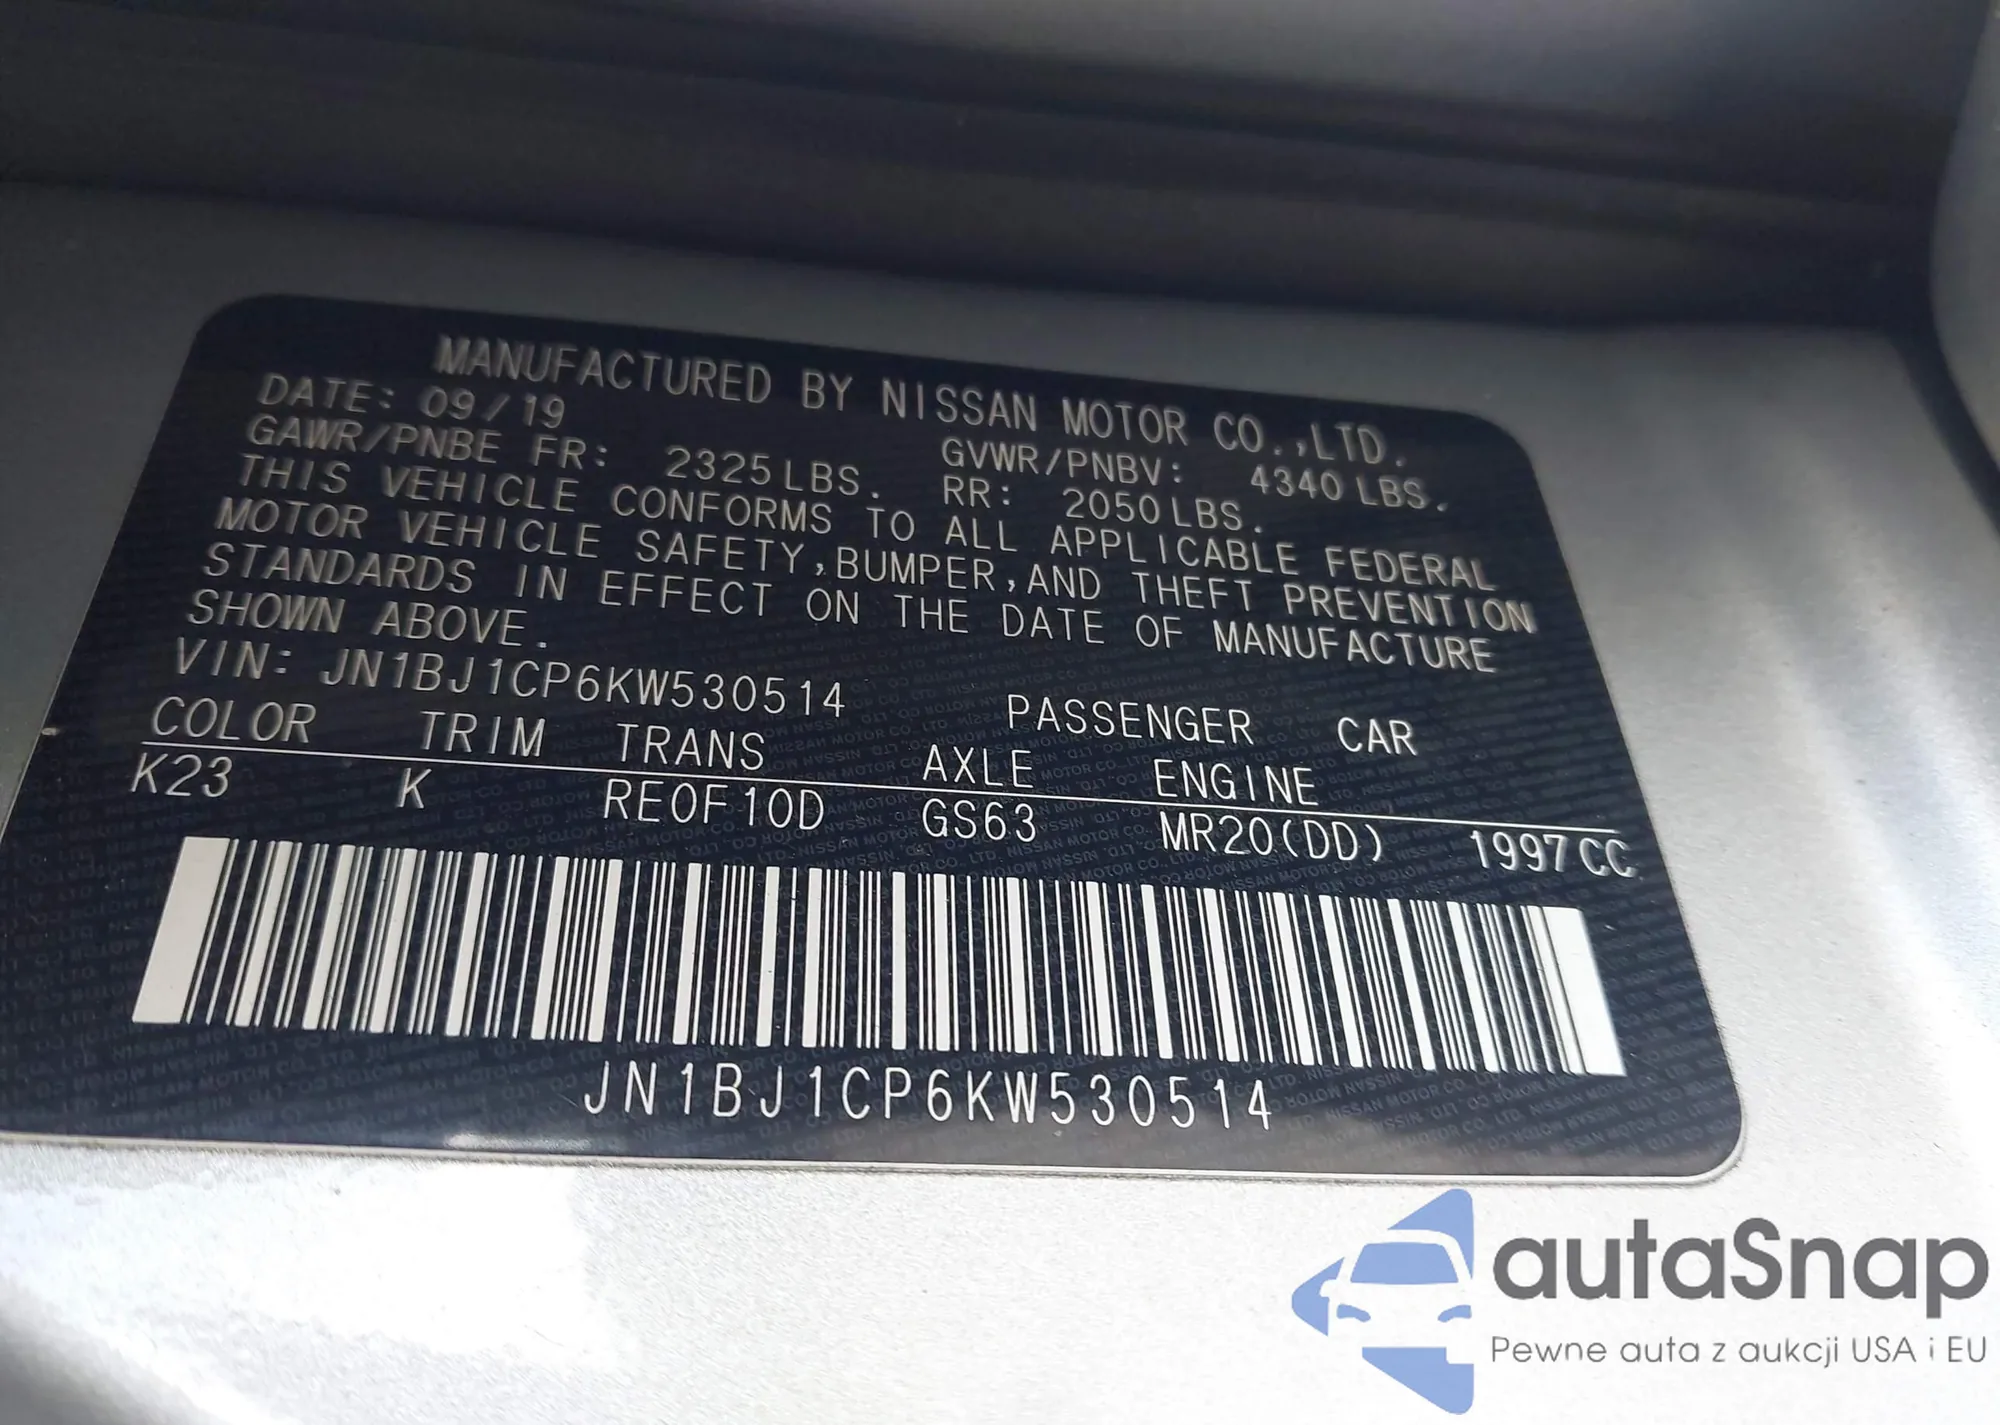 MANUFACTURED BY NISSAN MOTOR CO.,LTD.
DATE: 09/19 GVWR/PNBV: 4340 LBS.
GAWR/PNBE FR: 2325 LBS. RR: 2050 LBS.
THIS VEHICLE CONFORMS TO ALL APPLICABLE FEDERAL
MOTOR VEHICLE SAFETY, BUMPER, AND THEFT PREVENTION
STANDARDS IN EFFECT ON THE DATE OF MANUFACTURE
SHOWN ABOVE.
VIN: JN1BJ1CP6KW530514 PASSENGER CAR
COLOR TRIM TRANS AXLE ENGINE
K23 K RE0F10D GS63 MR20(DD) 1997CC
JN1BJ1CP6KW530514
autaSnap
Pewne auta z aukcji USA i EU